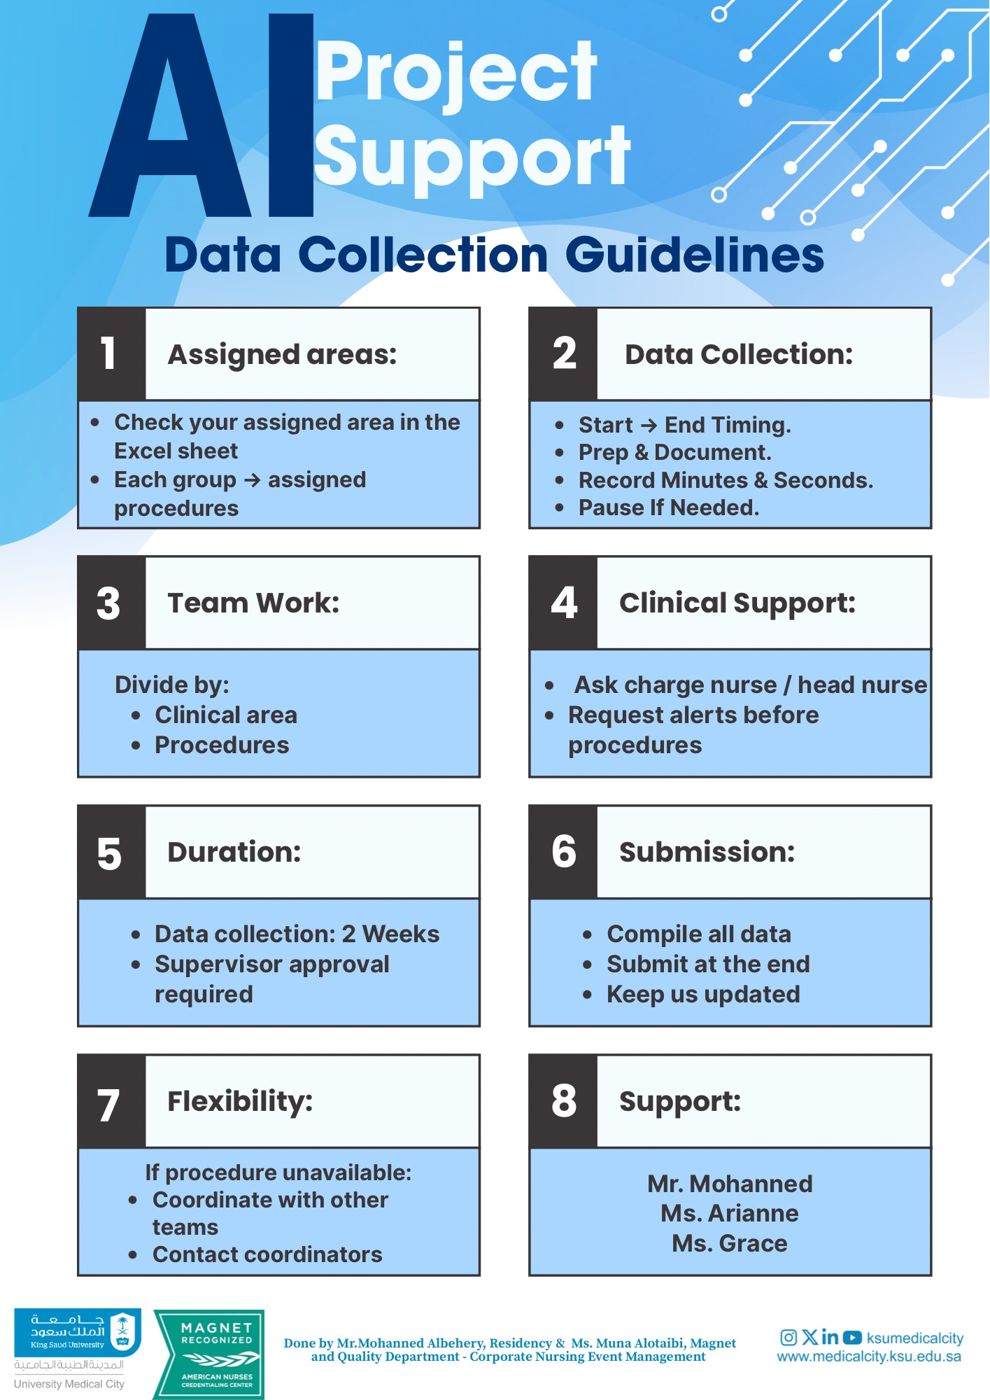 AI Project
Support
Data Collection Guidelines
1 Assigned areas:
• Check your assigned area in the
Excel sheet
• Each group → assigned
procedures
2 Data Collection:
• Start → End Timing.
• Prep & Document.
• Record Minutes & Seconds.
• Pause If Needed.
3 Team Work:
Divide by:
• Clinical area
• Procedures
4 Clinical Support:
• Ask charge nurse / head nurse
• Request alerts before
procedures
5 Duration:
• Data collection: 2 Weeks
• Supervisor approval
required
6 Submission:
• Compile all data
• Submit at the end
• Keep us updated
7 Flexibility:
If procedure unavailable:
• Coordinate with other
teams
• Contact coordinators
8 Support:
Mr. Mohanned
Ms. Arianne
Ms. Grace
جامعة
الملك سعود
King Saud University
المدينة الطبية الجامعية
University Medical City
MAGNET
RECOGNIZED
AMERICAN NURSES
CREDENTIALING CENTER
Done by Mr.Mohanned Albehery, Residency & Ms. Muna Alotaibi, Magnet
and Quality Department - Corporate Nursing Event Management
ksumedicalcity
www.medicalcity.ksu.edu.sa